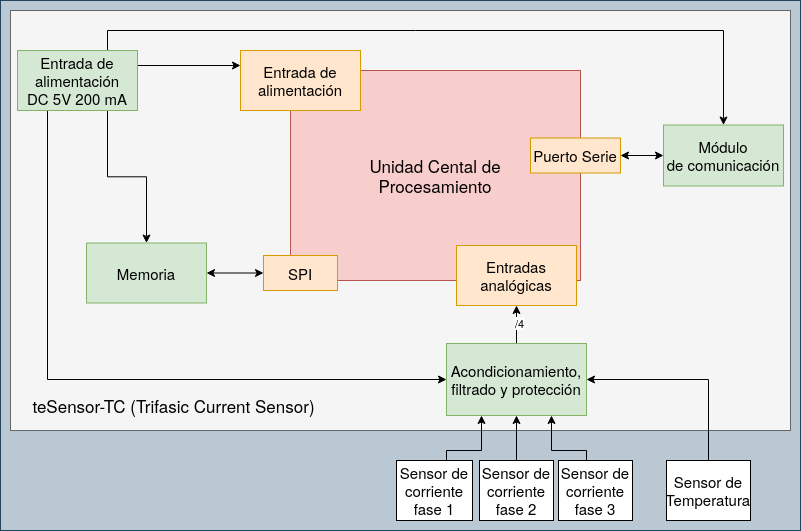 Entrada de
alimentación
DC 5V 200 mA
Entrada de
alimentación
Unidad Cental de
Procesamiento
Puerto Serie
Módulo
de comunicación
Memoria
SPI
Entradas
analógicas
/4
Acondicionamiento,
filtrado y protección
teSensor-TC (Trifasic Current Sensor)
Sensor de
corriente
fase 1
Sensor de
corriente
fase 2
Sensor de
corriente
fase 3
Sensor de
Temperatura